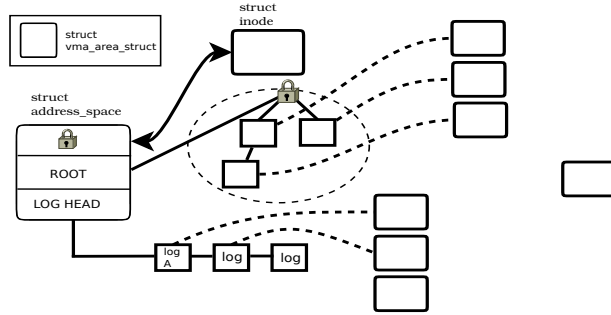 struct
inode
struct
vma_area_struct
struct
address_space
ROOT
LOG HEAD
log
A
log
log